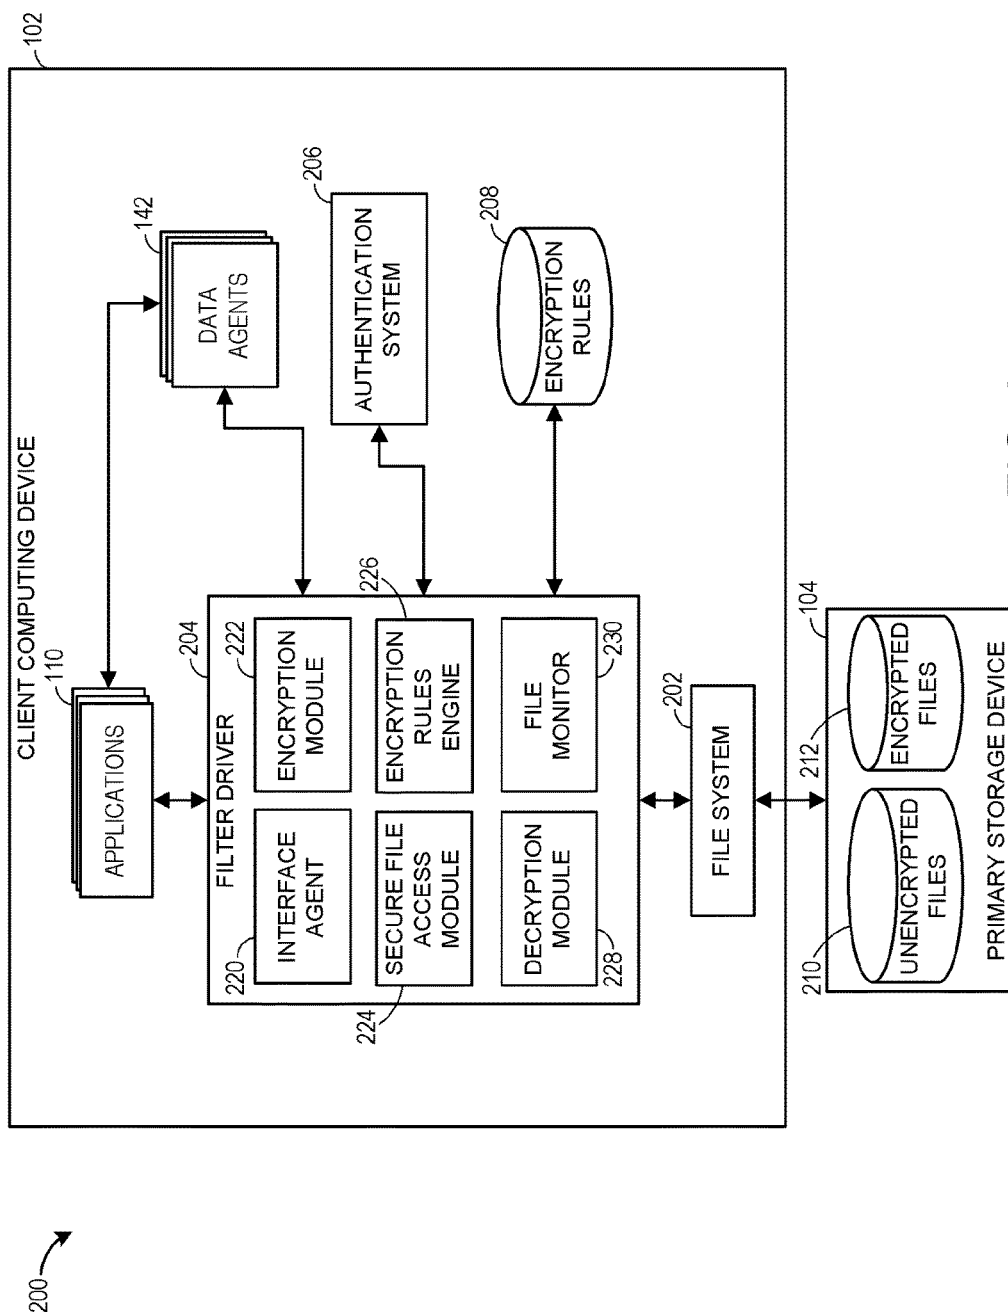 200
CLIENT COMPUTING DEVICE
102
110
APPLICATIONS
142
DATA
AGENTS
204
FILTER DRIVER
220
INTERFACE
AGENT
222
ENCRYPTION
MODULE
206
AUTHENTICATION
SYSTEM
224
SECURE FILE
ACCESS
MODULE
226
ENCRYPTION
RULES
ENGINE
208
ENCRYPTION
RULES
228
DECRYPTION
MODULE
230
FILE
MONITOR
202
FILE SYSTEM
104
210
UNENCRYPTED
FILES
212
ENCRYPTED
FILES
PRIMARY STORAGE DEVICE